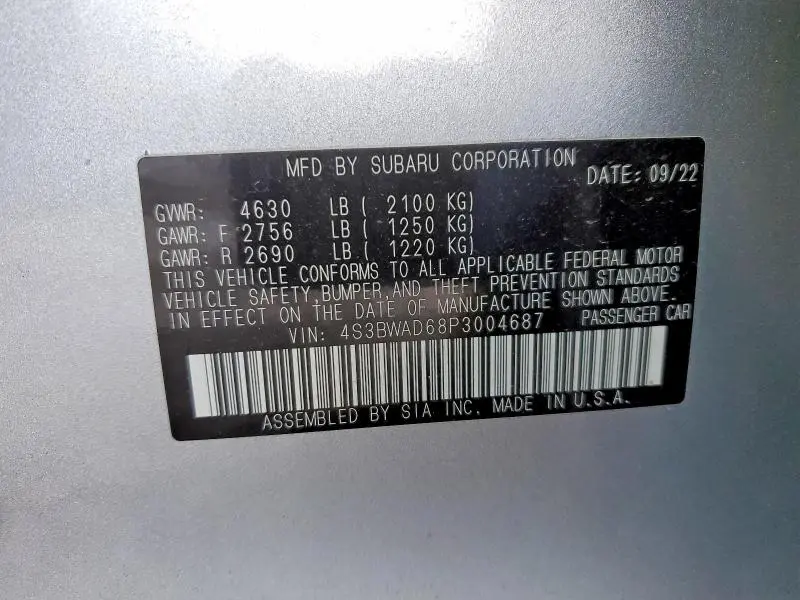 MFD BY SUBARU CORPORATION DATE: 09/22
GVWR: 4630 LB ( 2100 KG)
GAWR: F 2756 LB ( 1250 KG)
GAWR: R 2690 LB ( 1220 KG)
THIS VEHICLE CONFORMS TO ALL APPLICABLE FEDERAL MOTOR
VEHICLE SAFETY,BUMPER,AND THEFT PREVENTION STANDARDS
IN EFFECT ON THE DATE OF MANUFACTURE SHOWN ABOVE.
VIN: 4S3BWAD68P3004687 PASSENGER CAR
ASSEMBLED BY SIA INC. MADE IN U.S.A.